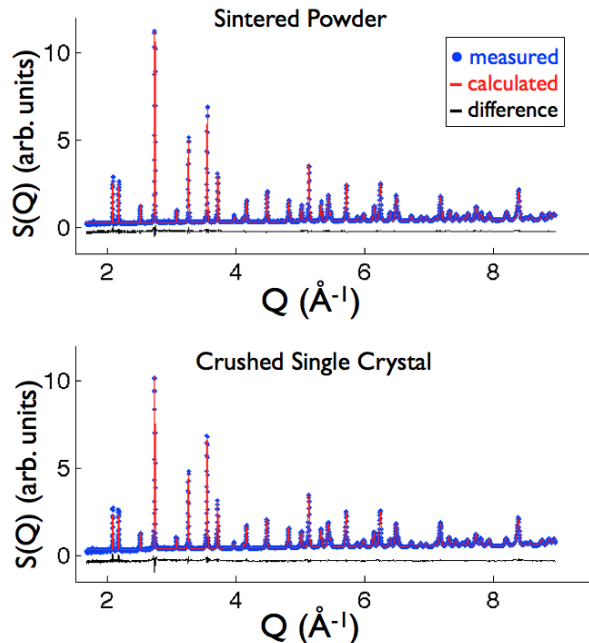 Sintered Powder
measured
calculated
difference
S(Q) (arb. units)
10
5
0
2
4
6
8
Q (Å-1)
Crushed Single Crystal
S(Q) (arb. units)
10
5
0
2
4
6
8
Q (Å-1)